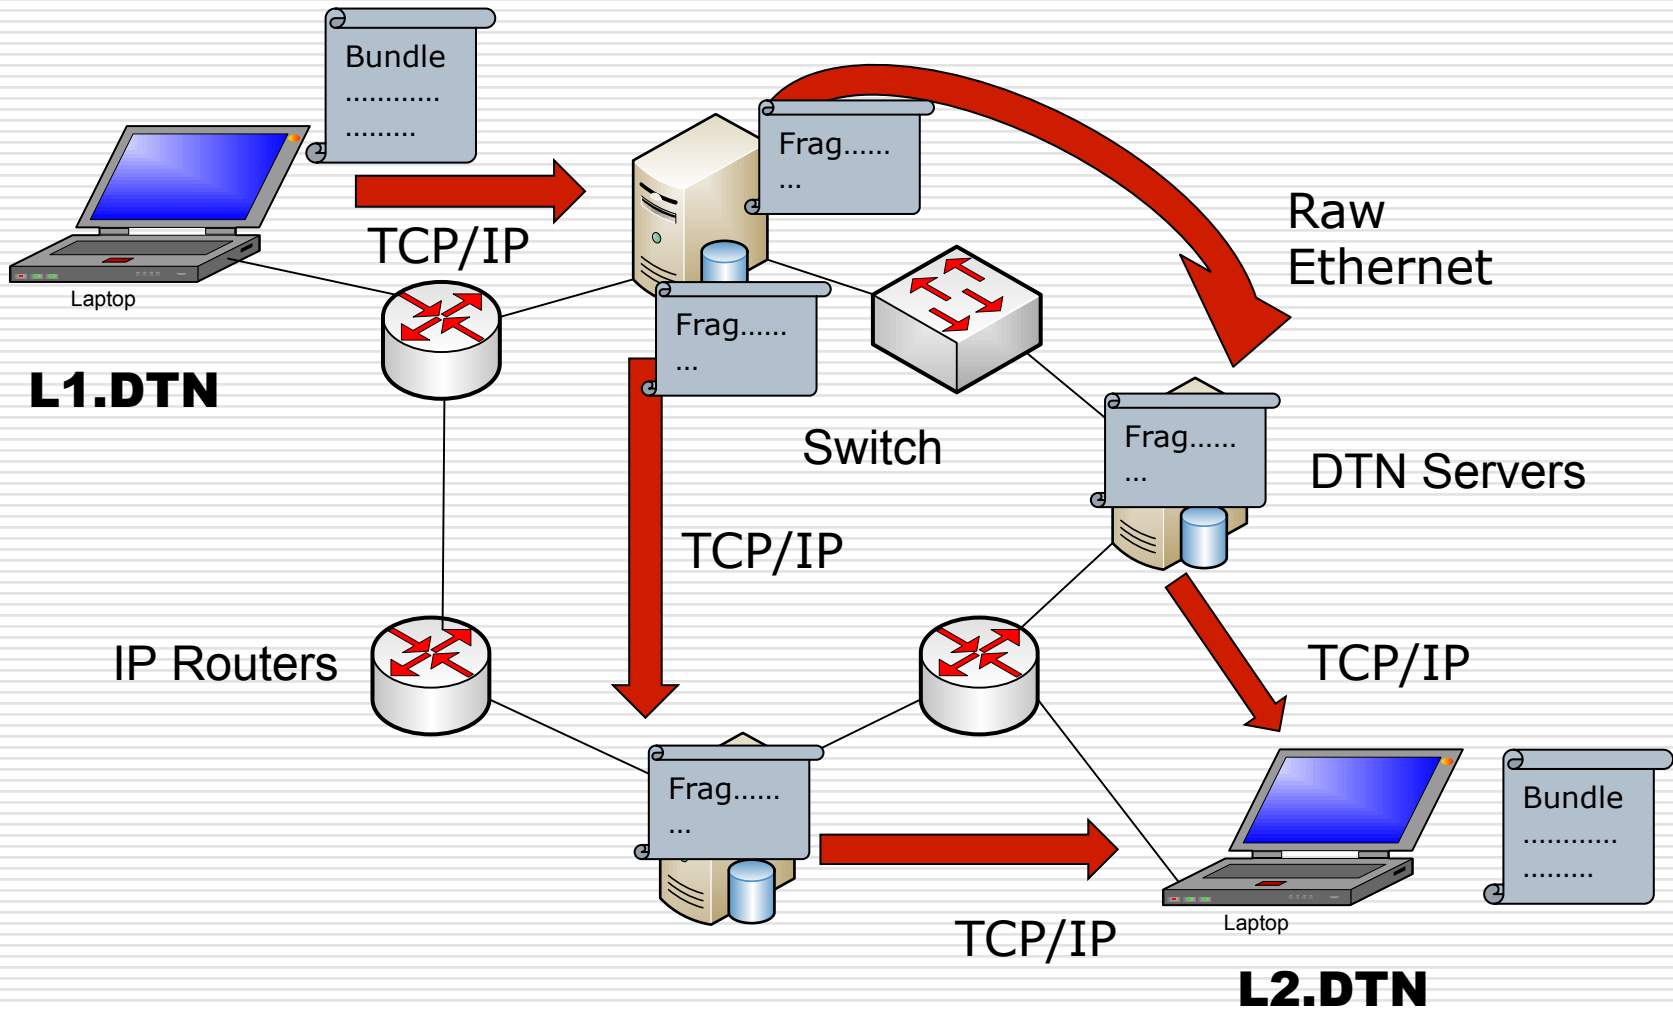 Bundle
............
.........
Frag......
...
Raw
Ethernet
TCP/IP
Laptop
Frag......
...
L1.DTN
Switch
Frag......
...
DTN Servers
TCP/IP
IP Routers
TCP/IP
Frag......
...
Bundle
............
.........
Laptop
TCP/IP
L2.DTN